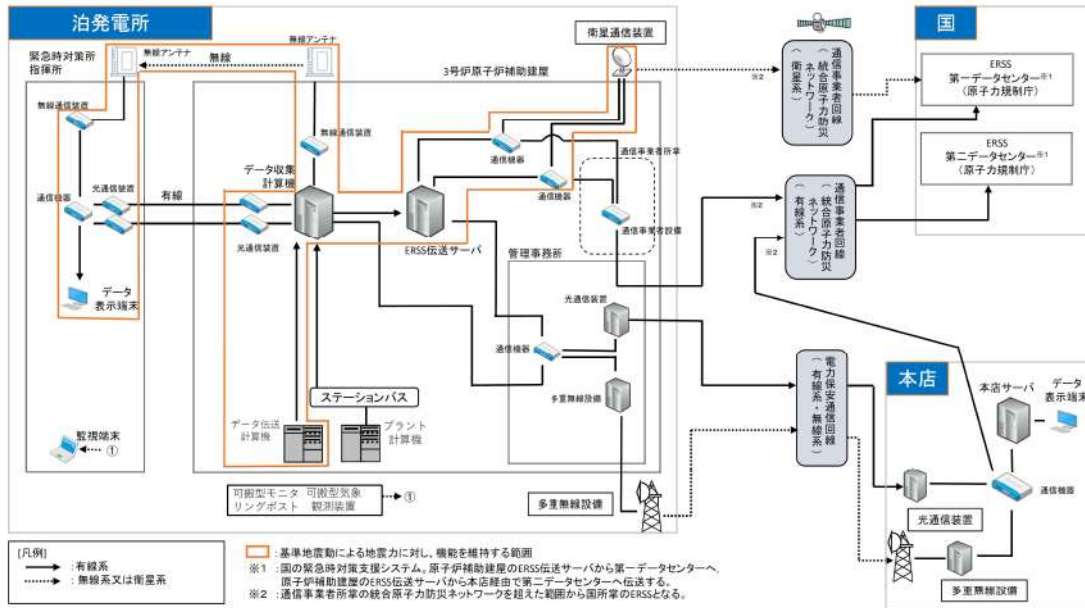 泊発電所
緊急時対策所
指揮所
無線アンテナ
無線
無線アンテナ
3号炉原子炉補助建屋
衛星通信装置
無線通信装置
無線通信装置
データ収集
計算機
通信機器
通信事業者所掌
通信機器
光通信装置
有線
通信機器
光通信装置
ERSS伝送サーバ
通信事業者設備
管理事務所
データ
表示端末
光通信装置
通信機器
ステーションバス
多重無線設備
データ伝送
計算機
プラント
計算機
監視端末
①
可搬型モニタ
リングポスト
可搬型気象
観測装置
①
多重無線設備
※2
通信事業者回線
(統合原子力防災
ネットワーク)
(衛星系)
※2
※2
通信事業者回線
(統合原子力防災
ネットワーク)
(有線系)
電力保安通信回線
(有線系・無線系)
国
ERSS
第一データセンター※1
(原子力規制庁)
ERSS
第二データセンター※1
(原子力規制庁)
本店
本店サーバ
データ
表示端末
通信機器
光通信装置
多重無線設備
[凡例]
:有線系
:無線系又は衛星系
:基準地震動による地震力に対し、機能を維持する範囲
※1 :国の緊急時対策支援システム。原子炉補助建屋のERSS伝送サーバから第一データセンターへ、
原子炉補助建屋のERSS伝送サーバから本店経由で第二データセンターへ伝送する。
※2 :通信事業者所掌の統合原子力防災ネットワークを超えた範囲から国所掌のERSSとなる。